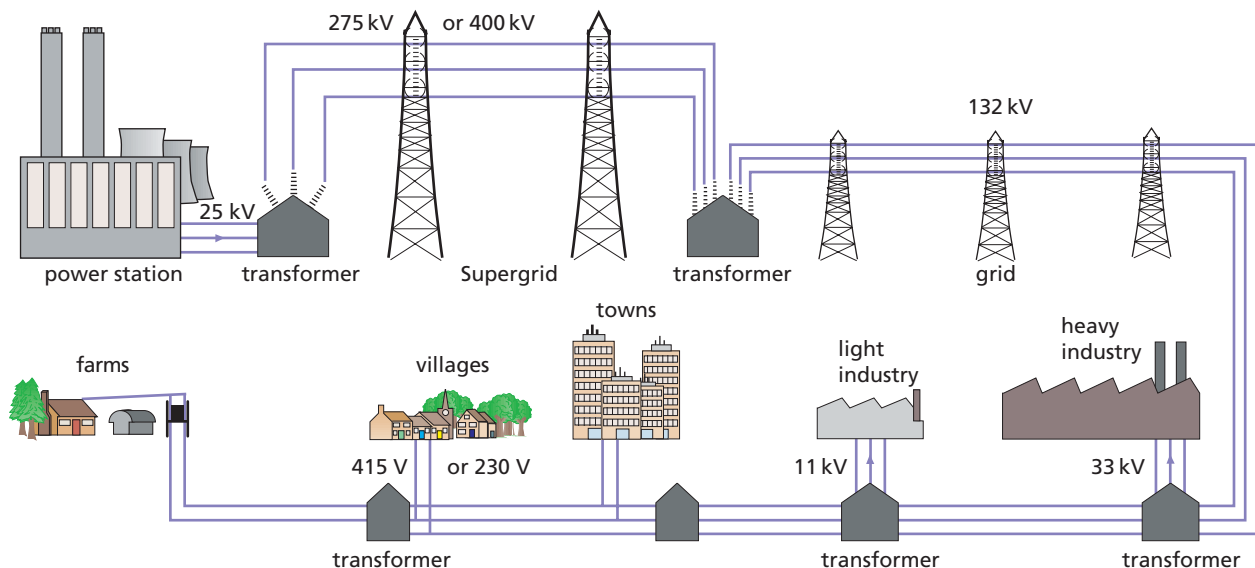 275 kV or 400 kV
132 kV
25 kV
power station
transformer
Supergrid
transformer
grid
farms
villages
towns
light
industry
heavy
industry
415 V or 230 V
11 kV
33 kV
transformer
transformer
transformer